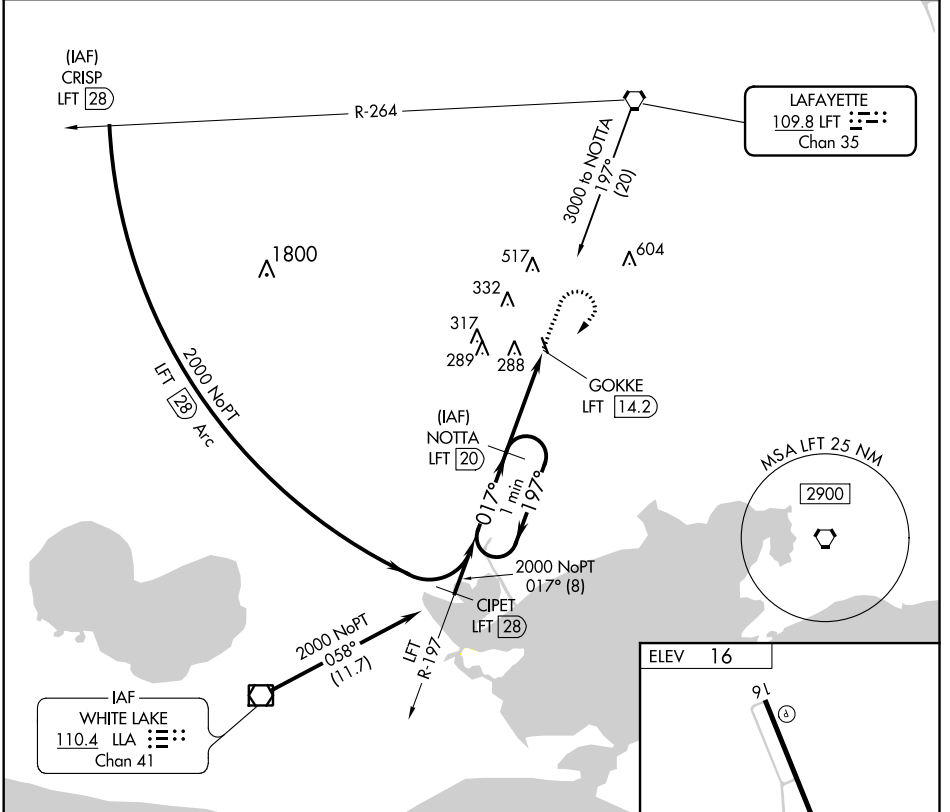 (IAF)
CRISP
LFT 28
R-264
LAFAYETTE
109.8 LFT
Chan 35
3000 to NOTTA
197°
(20)
1800
517
604
332
317
289
288
2000 NoPT
LFT 28 Arc
GOKKE
LFT 14.2
(IAF)
NOTTA
LFT 20
017°
1 min
197°
MSA LFT 25 NM
2900
2000 NoPT
017° (8)
CIPET
LFT 28
2000 NoPT
058°
(11.7)
LFT
R-197
IAF
WHITE LAKE
110.4 LLA
Chan 41
ELEV 16
16
P